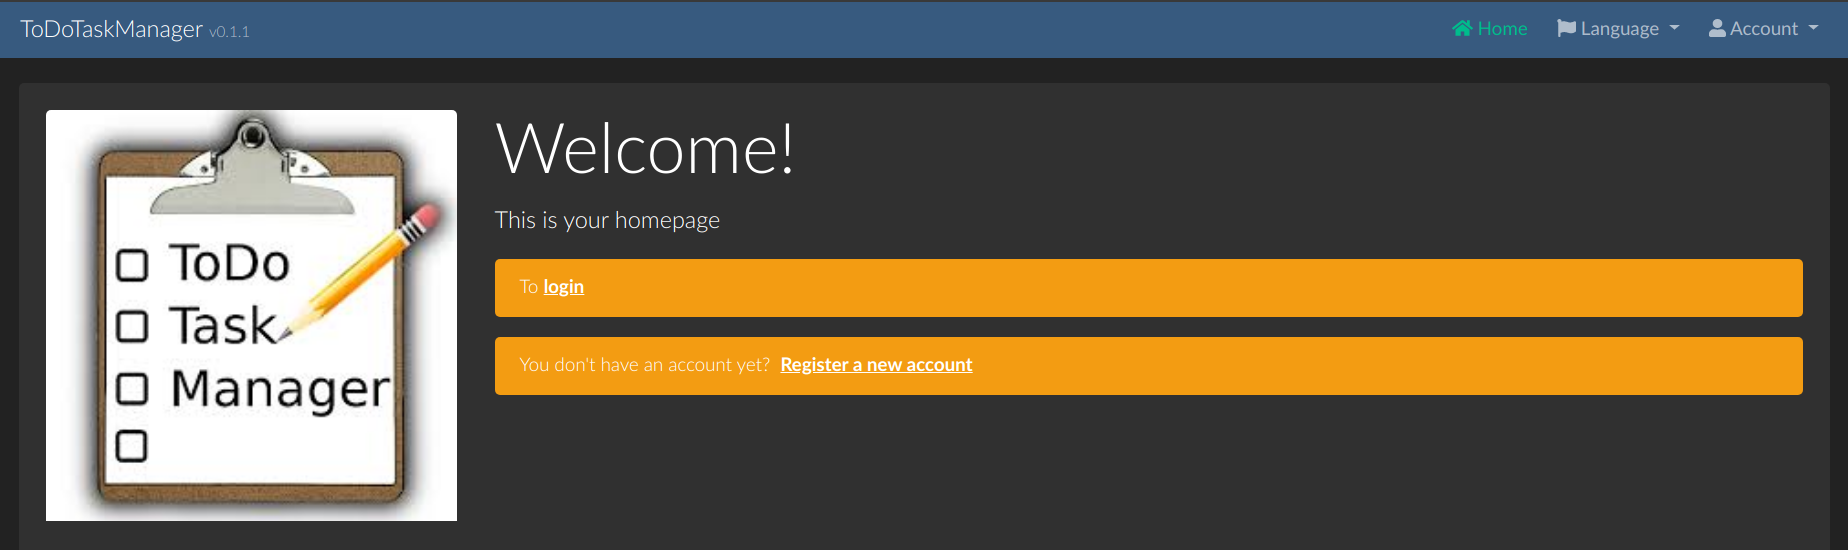 ToDoTaskManager v0.1.1
Home
Language
Account
ToDo
Task
Manager
Welcome!
This is your homepage
To login
You don't have an account yet? Register a new account